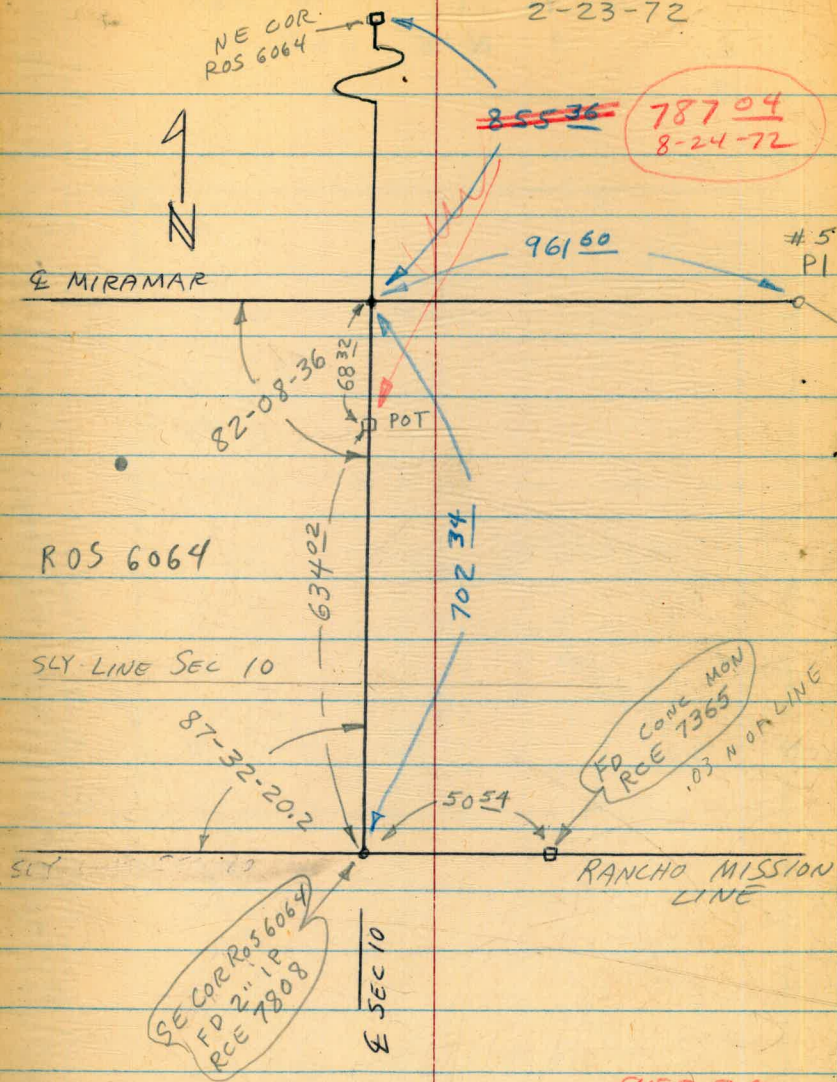 2-23-72
NE COR.
ROS 6064
855 36
787 04
8-24-72
N
961 60
# 5
PI
℄ MIRAMAR
82-08-36
68 32
POT
634 02
702 34
ROS 6064
SLY LINE SEC 10
87-32-20.2
50 54
FD CONC MON
RCE 7365
.03 N OF LINE
SLY
RANCHO MISSION
LINE
SE COR ROS 6064
FD 2" IP
RCE 7808
℄ SEC 10